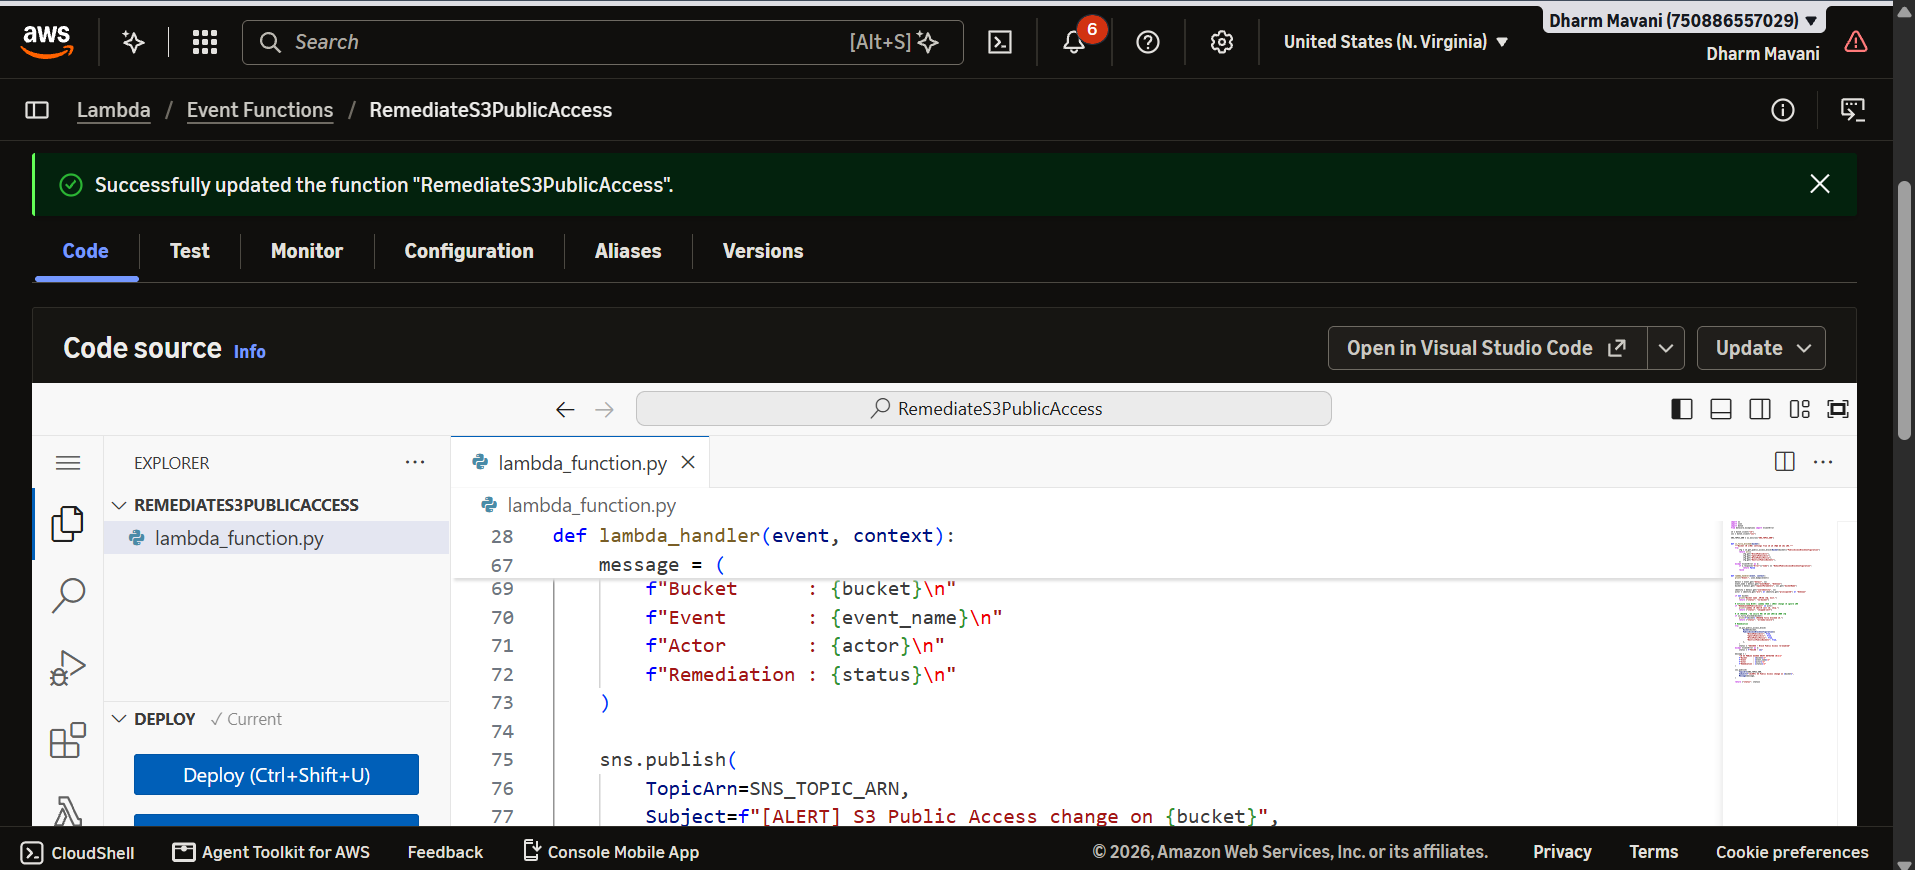 aws
Search
[Alt+S]
6
United States (N. Virginia) ▼
Dharm Mavani (750886557029) ▼
Dharm Mavani
Lambda / Event Functions / RemediateS3PublicAccess
Successfully updated the function "RemediateS3PublicAccess".
Code
Test
Monitor
Configuration
Aliases
Versions
Code source Info
Open in Visual Studio Code
Update
RemediateS3PublicAccess
EXPLORER
lambda_function.py
REMEDIATES3PUBLICACCESS
lambda_function.py
lambda_function.py
28 def lambda_handler(event, context):
67 message = (
69 f"Bucket : {bucket}\n"
70 f"Event : {event_name}\n"
71 f"Actor : {actor}\n"
72 f"Remediation : {status}\n"
73 )
74
75 sns.publish(
76 TopicArn=SNS_TOPIC_ARN,
77 Subject=f"[ALERT] S3 Public Access change on {bucket}",
DEPLOY ✓ Current
Deploy (Ctrl+Shift+U)
CloudShell
Agent Toolkit for AWS
Feedback
Console Mobile App
© 2026, Amazon Web Services, Inc. or its affiliates.
Privacy
Terms
Cookie preferences